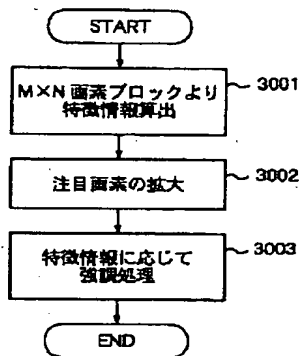 START
M×N 画素ブロックより
特徴情報算出
3001
注目画素の拡大
3002
特徴情報に応じて
強調処理
3003
END